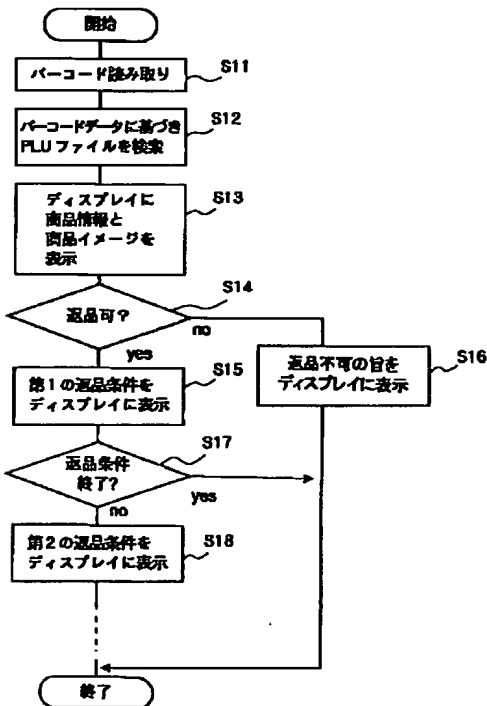 開始
バーコード読み取り
S11
バーコードデータに基づき
PLUファイルを検索
S12
ディスプレイに
商品情報と
商品イメージを
表示
S13
返品可?
S14
no
yes
第1の返品条件を
ディスプレイに表示
S15
返品不可の旨を
ディスプレイに表示
S16
返品条件
終了?
S17
yes
no
第2の返品条件を
ディスプレイに表示
S18
終了